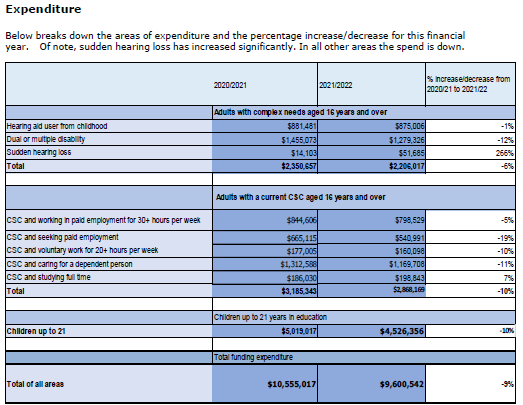 Expenditure
Below breaks down the areas of expenditure and the percentage increase/decrease for this financial
year. Of note, sudden hearing loss has increased significantly. In all other areas the spend is down.
2020/2021 2021/2022 % Increase/decrease from
2020/21 to 2021/22
Adults with complex needs aged 16 years and over
Hearing aid user from childhood $881,481 $875,006 -1%
Dual or multiple disability $1,455,073 $1,279,326 -12%
Sudden hearing loss $14,103 $51,685 266%
Total $2,350,657 $2,206,017 -6%
Adults with a current CSC aged 16 years and over
CSC and working in paid employment for 30+ hours per week $844,606 $798,529 -5%
CSC and seeking paid employment $665,115 $540,991 -19%
CSC and voluntary work for 20+ hours per week $177,005 $160,098 -10%
CSC and caring for a dependent person $1,312,588 $1,169,708 -11%
CSC and studying full time $186,030 $198,843 7%
Total $3,185,343 $2,868,169 -10%
Children up to 21 years in education
Children up to 21 $5,019,017 $4,526,356 -10%
Total funding expenditure
Total of all areas $10,555,017 $9,600,542 -9%